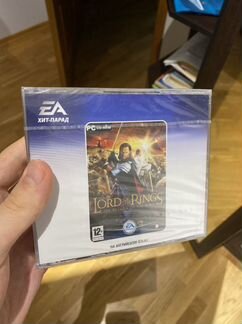 EA
ХИТ-ПАРАД
PC CD-ROM
THE
LORD OF THE RINGS
12+
EA
НА АНГЛИЙСКОМ ЯЗЫКЕ